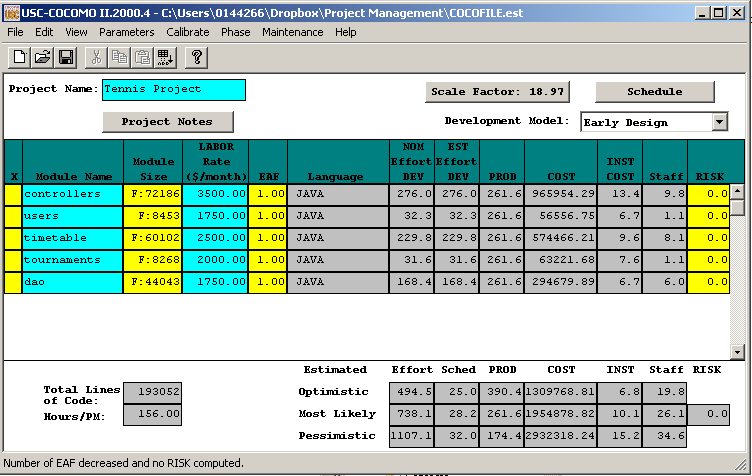 USC-COCOMO II.2000.4 - C:\Users\0144266\Dropbox\Project Management\COCOFILE.est
File Edit View Parameters Calibrate Phase Maintenance Help
Project Name: Tennis Project Scale Factor: 18.97 Schedule
Project Notes Development Model: Early Design
X Module Name Module Size LABOR Rate ($/month) EAF Language NOM Effort DEV EST Effort DEV PROD COST INST COST Staff RISK
controllers F:72186 3500.00 1.00 JAVA 276.0 276.0 261.6 965954.29 13.4 9.8 0.0
users F:8453 1750.00 1.00 JAVA 32.3 32.3 261.6 56556.75 6.7 1.1 0.0
timetable F:60102 2500.00 1.00 JAVA 229.8 229.8 261.6 574466.21 9.6 8.1 0.0
tournaments F:8268 2000.00 1.00 JAVA 31.6 31.6 261.6 63221.68 7.6 1.1 0.0
dao F:44043 1750.00 1.00 JAVA 168.4 168.4 261.6 294679.89 6.7 6.0 0.0
Estimated Effort Sched PROD COST INST Staff RISK
Total Lines of Code: 193052 Optimistic 494.5 25.0 390.4 1309768.81 6.8 19.8
Hours/PM: 156.00 Most Likely 738.1 28.2 261.6 1954878.82 10.1 26.1 0.0
Pessimistic 1107.1 32.0 174.4 2932318.24 15.2 34.6
Number of EAF decreased and no RISK computed.